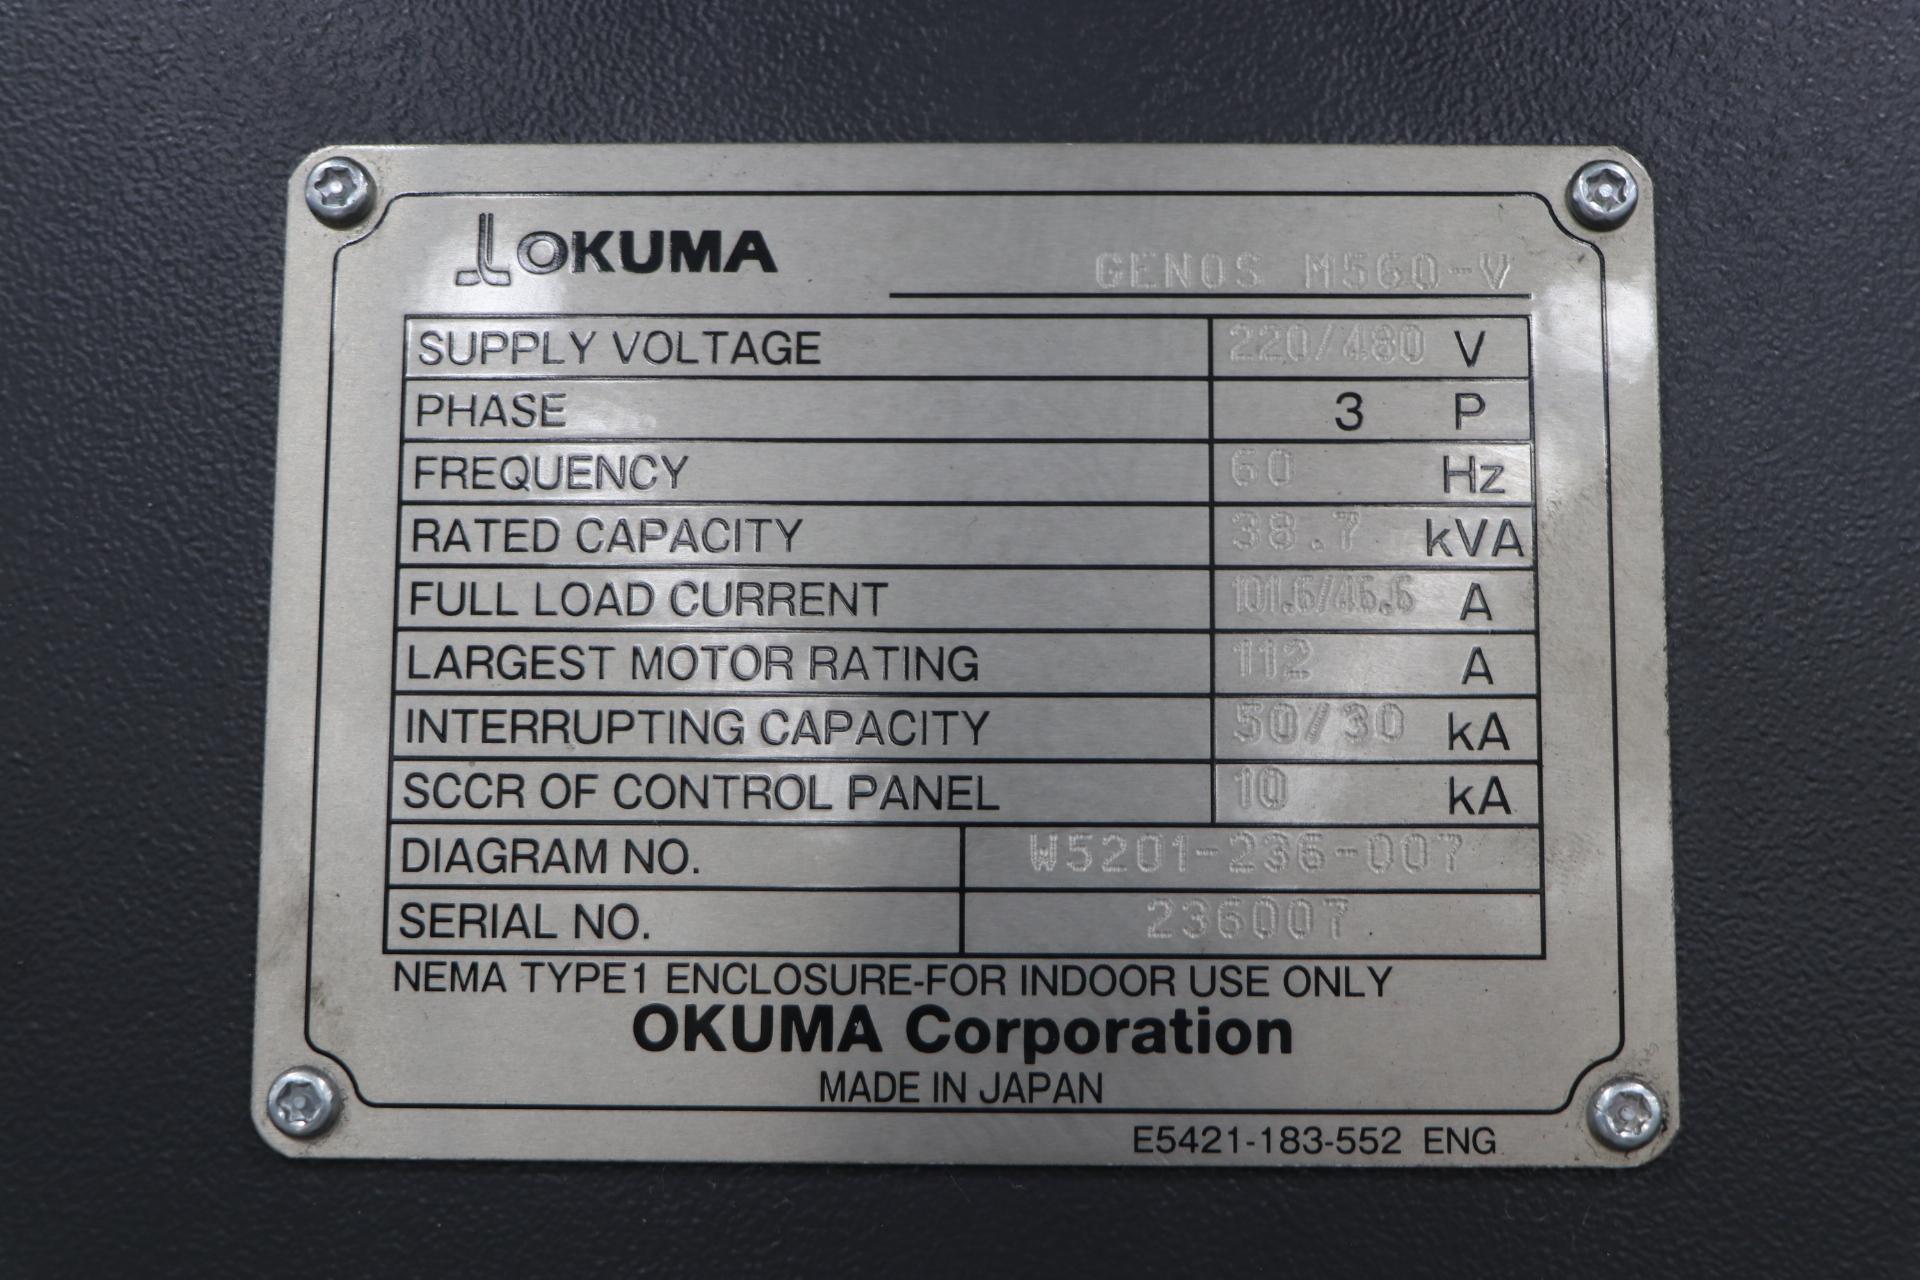 OKUMA GENOS M560-V
SUPPLY VOLTAGE 220/480 V
PHASE 3 P
FREQUENCY 60 Hz
RATED CAPACITY 38.7 kVA
FULL LOAD CURRENT 101.6/46.6 A
LARGEST MOTOR RATING 112 A
INTERRUPTING CAPACITY 50/30 kA
SCCR OF CONTROL PANEL 10 kA
DIAGRAM NO. W5201-236-007
SERIAL NO. 236007
NEMA TYPE1 ENCLOSURE-FOR INDOOR USE ONLY
OKUMA Corporation
MADE IN JAPAN
E5421-183-552 ENG